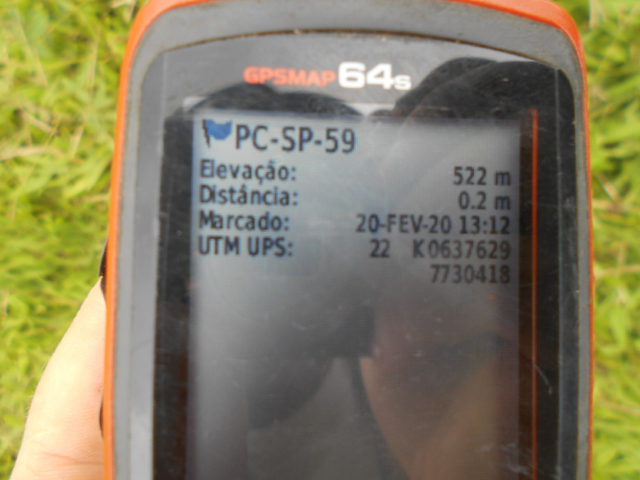 GPSMAP 64s
PC-SP-59
Elevação: 522 m
Distância: 0.2 m
Marcado: 20-FEV-20 13:12
UTM UPS: 22 K 0637629
7730418